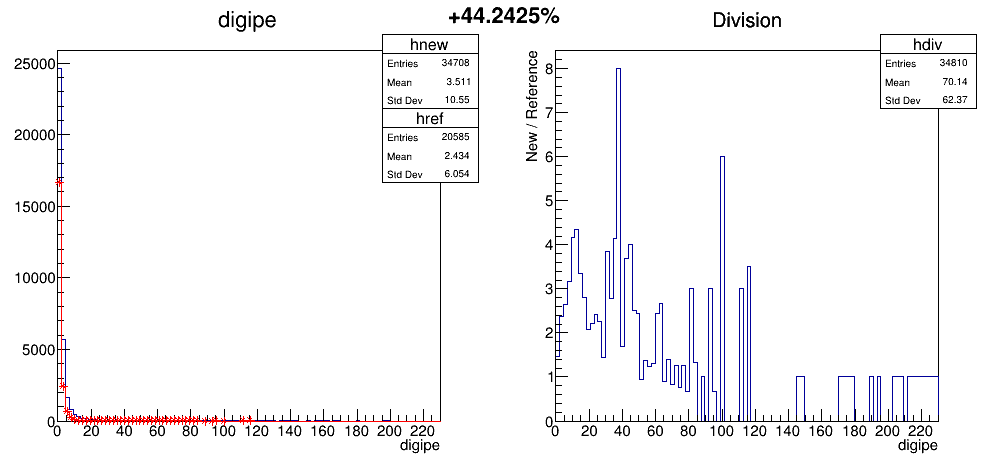 +44.2425%
digipe
hnew
Entries 34708
Mean 3.511
Std Dev 10.55
href
Entries 20585
Mean 2.434
Std Dev 6.054
25000
20000
15000
10000
5000
0
0 20 40 60 80 100 120 140 160 180 200 220
digipe
Division
hdiv
Entries 34810
Mean 70.14
Std Dev 62.37
New / Reference
8
7
6
5
4
3
2
1
0
0 20 40 60 80 100 120 140 160 180 200 220
digipe